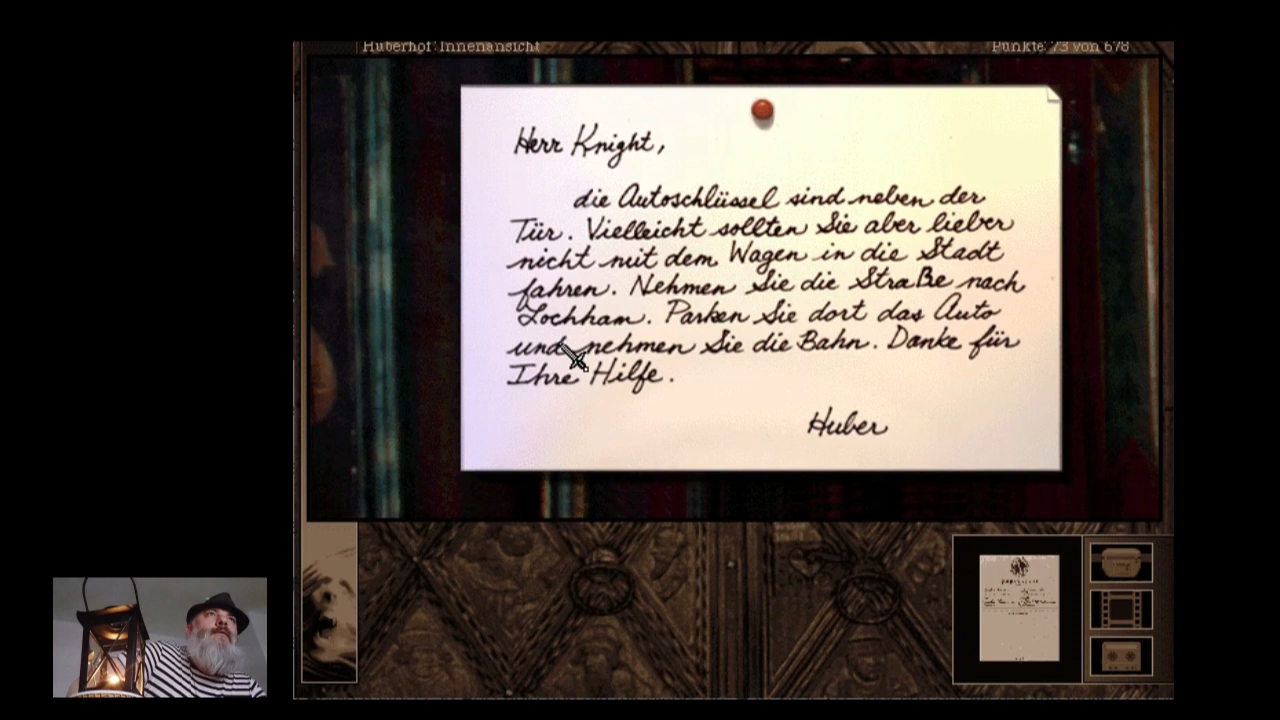 Huberhof: Innenansicht
Punkte: 73 von 678
Herr Knight,
die Autoschlüssel sind neben der
Tür. Vielleicht sollten Sie aber lieber
nicht mit dem Wagen in die Stadt
fahren. Nehmen Sie die Straße nach
Lochham. Parken Sie dort das Auto
und nehmen Sie die Bahn. Danke für
Ihre Hilfe.
Huber